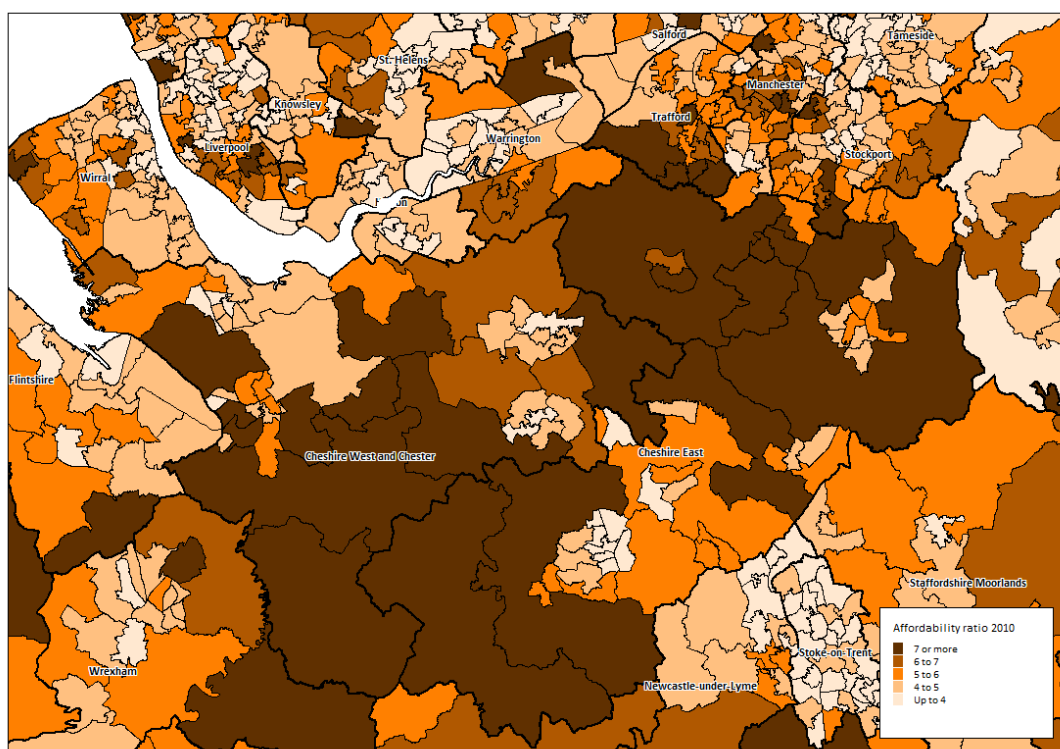 Salford
Tameside
St. Helens
Manchester
Knowsley
Trafford
Warrington
Liverpool
Stockport
Wirral
on
Flintshire
Cheshire West and Chester
Cheshire East
Staffordshire Moorlands
Stoke-on-Trent
Wrexham
Newcastle-under-Lyme
Affordability ratio 2010
7 or more
6 to 7
5 to 6
4 to 5
Up to 4